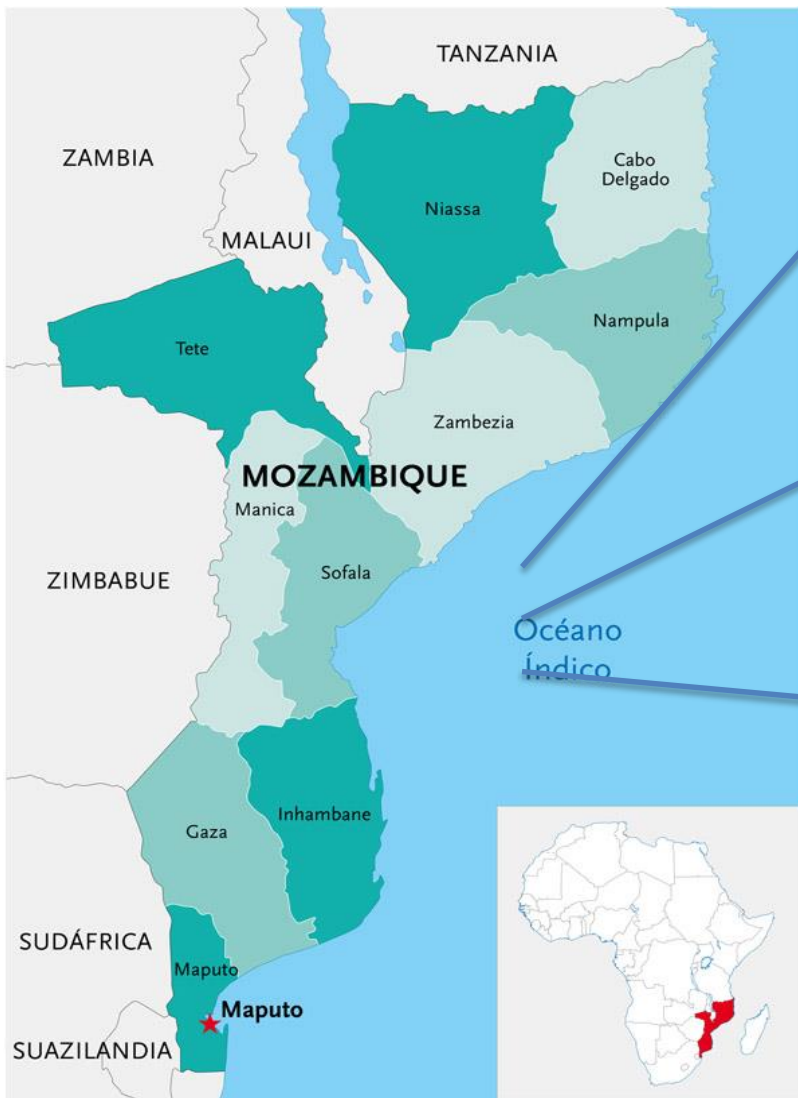 TANZANIA
ZAMBIA
Cabo
Delgado
Niassa
MALAUI
Nampula
Tete
Zambezia
MOZAMBIQUE
Manica
ZIMBABUE
Sofala
Océano
Índico
Inhambane
Gaza
SUDÁFRICA
Maputo
Maputo
SUAZILANDIA